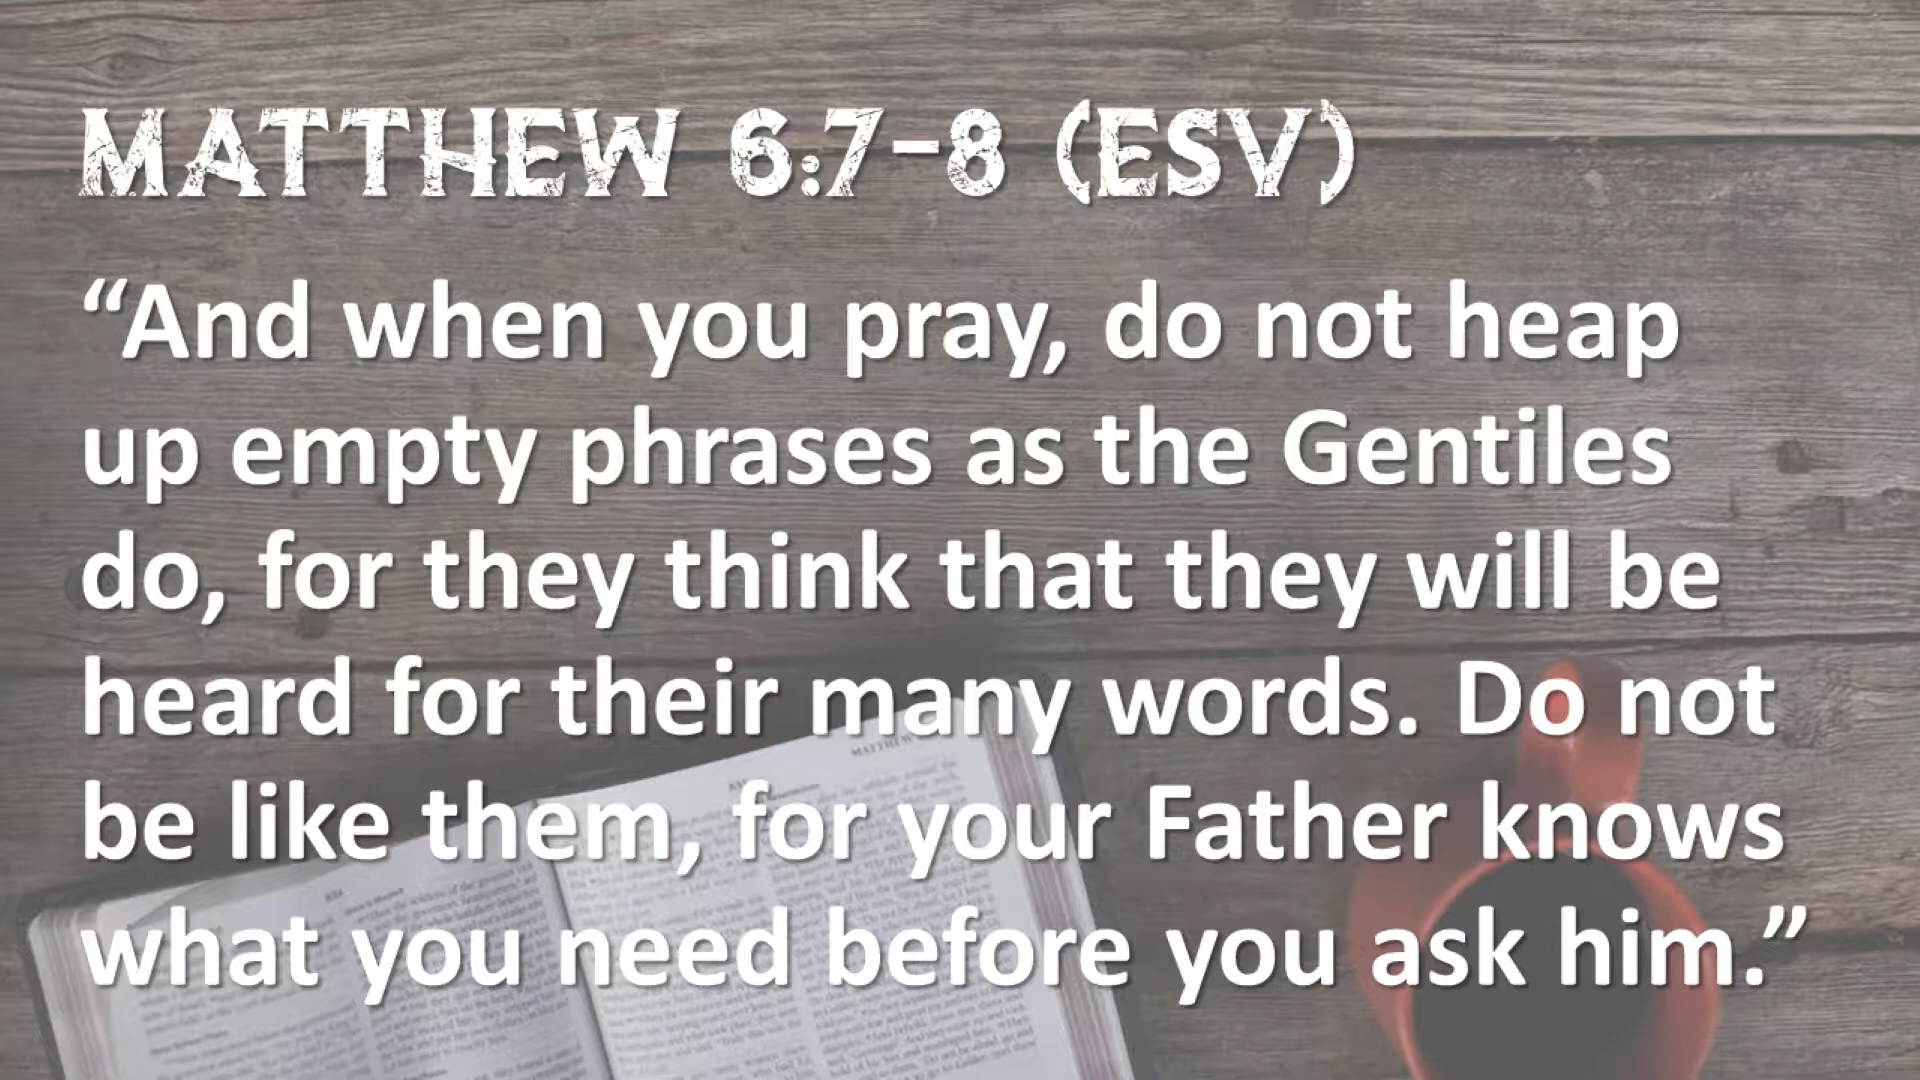 MATTHEW 6:7-8 (ESV)
“And when you pray, do not heap
up empty phrases as the Gentiles
do, for they think that they will be
heard for their many words. Do not
be like them, for your Father knows
what you need before you ask him.”
MATTHEW